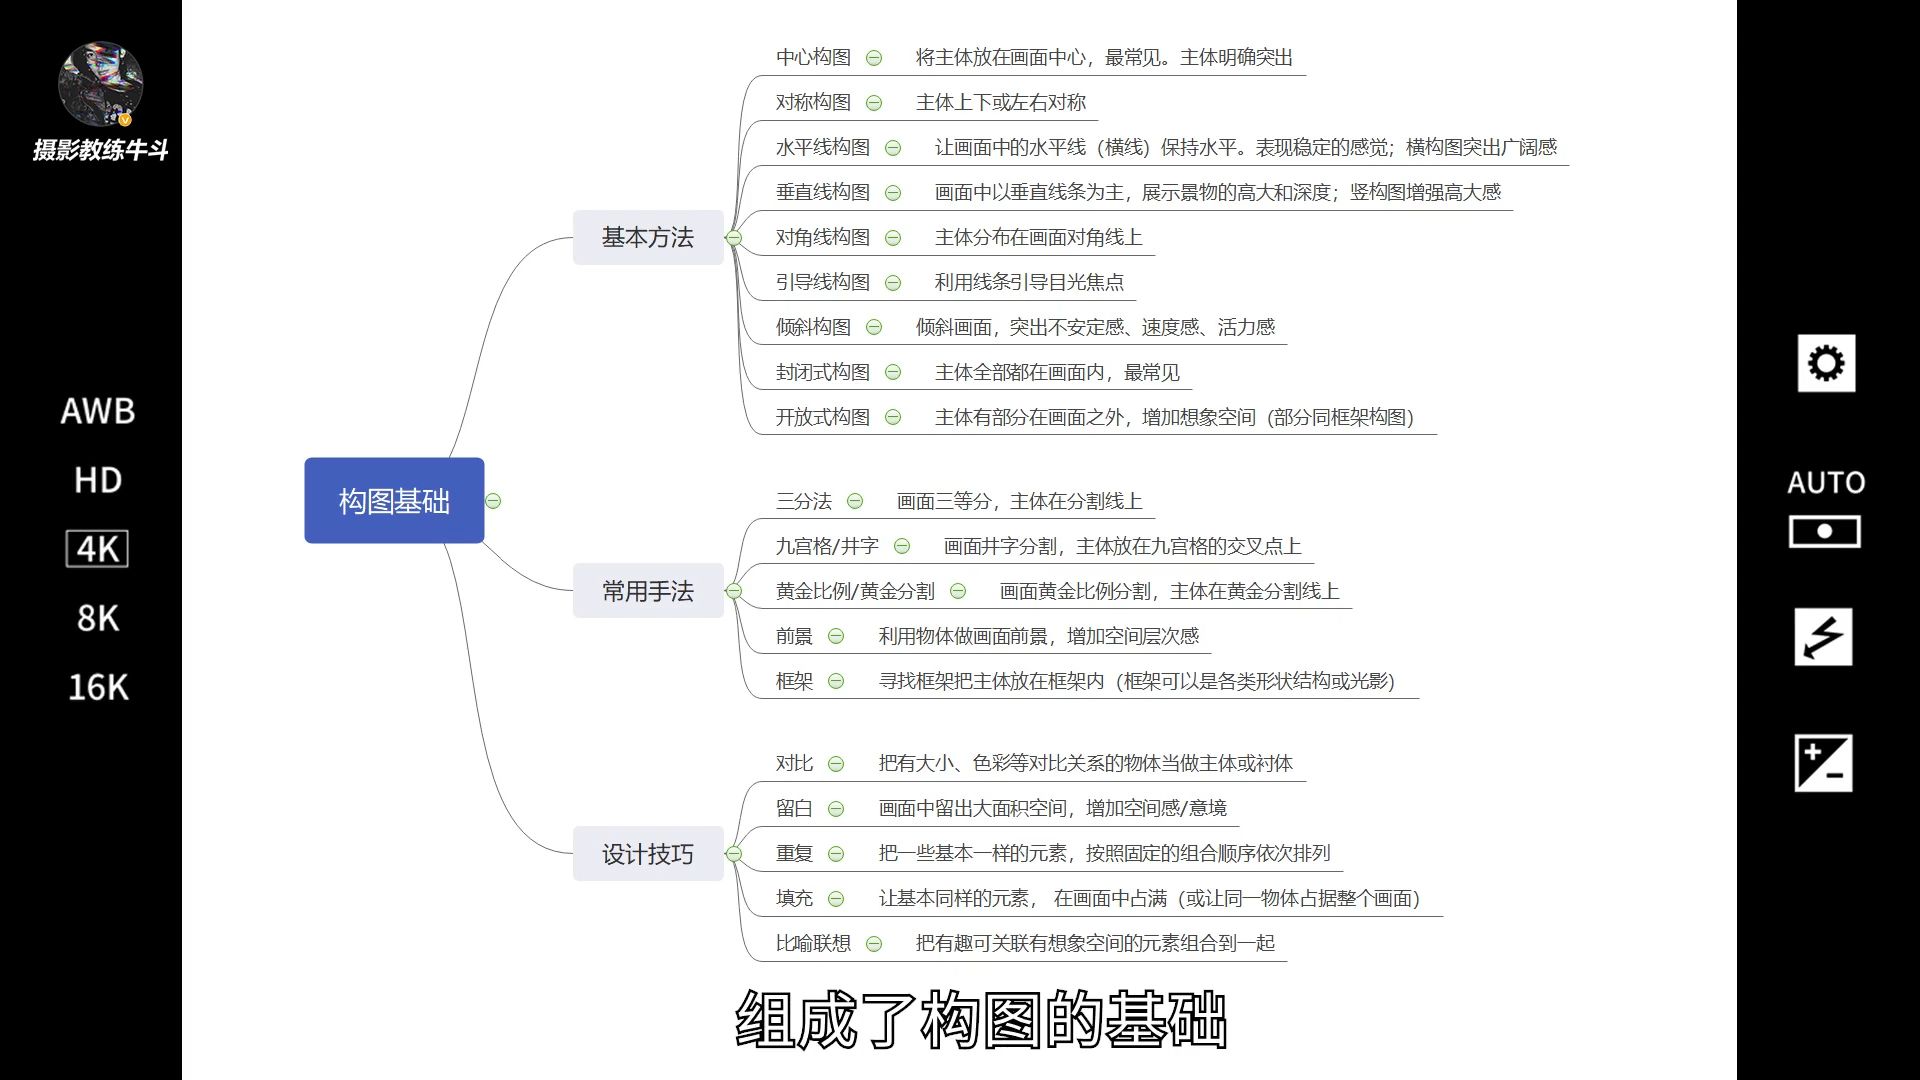 摄影教练牛斗
AWB
HD
4K
8K
16K
构图基础
基本方法
中心构图 将主体放在画面中心，最常见。主体明确突出
对称构图 主体上下或左右对称
水平线构图 让画面中的水平线（横线）保持水平。表现稳定的感觉；横构图突出广阔感
垂直线构图 画面中以垂直线条为主，展示景物的高大和深度；竖构图增强高大感
对角线构图 主体分布在画面对角线上
引导线构图 利用线条引导目光焦点
倾斜构图 倾斜画面，突出不安定感、速度感、活力感
封闭式构图 主体全部都在画面内，最常见
开放式构图 主体有部分在画面之外，增加想象空间（部分同框架构图）
常用手法
三分法 画面三等分，主体在分割线上
九宫格/井字 画面井字分割，主体放在九宫格的交叉点上
黄金比例/黄金分割 画面黄金比例分割，主体在黄金分割线上
前景 利用物体做画面前景，增加空间层次感
框架 寻找框架把主体放在框架内（框架可以是各类形状结构或光影）
设计技巧
对比 把有大小、色彩等对比关系的物体当做主体或衬体
留白 画面中留出大面积空间，增加空间感/意境
重复 把一些基本一样的元素，按照固定的组合顺序依次排列
填充 让基本同样的元素， 在画面中占满（或让同一物体占据整个画面）
比喻联想 把有趣可关联有想象空间的元素组合到一起
AUTO
组成了构图的基础